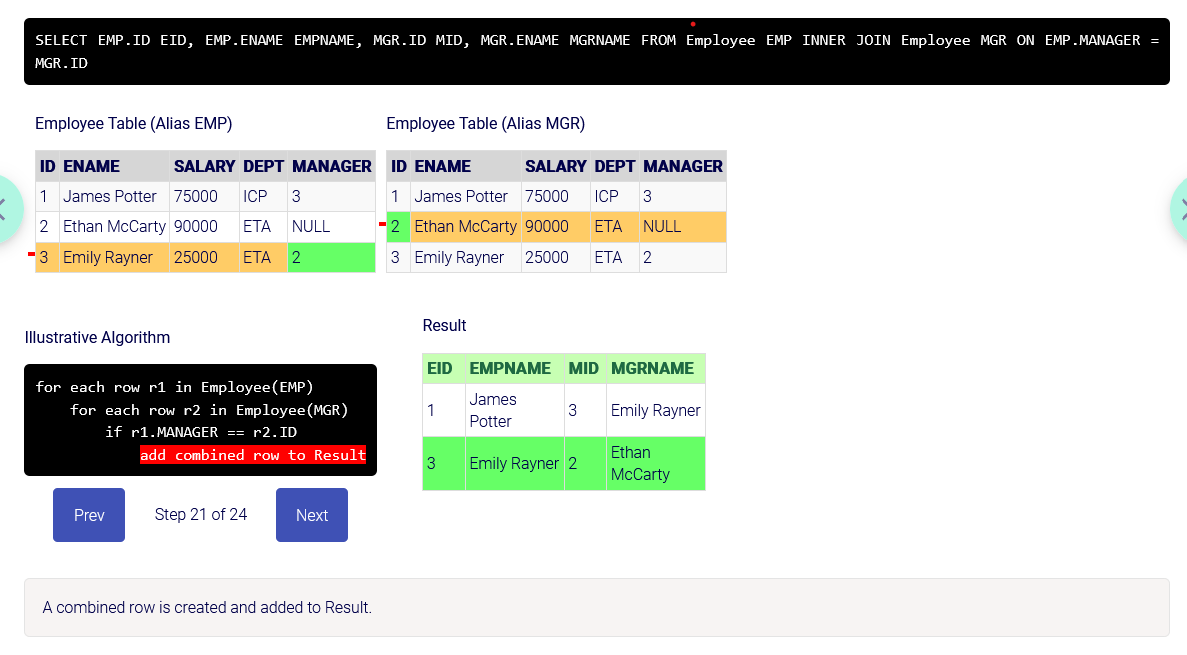 SELECT EMP.ID EID, EMP.ENAME EMPNAME, MGR.ID MID, MGR.ENAME MGRNAME FROM Employee EMP INNER JOIN Employee MGR ON EMP.MANAGER =
MGR.ID
Employee Table (Alias EMP)
ID ENAME SALARY DEPT MANAGER
1 James Potter 75000 ICP 3
2 Ethan McCarty 90000 ETA NULL
3 Emily Rayner 25000 ETA 2
Employee Table (Alias MGR)
ID ENAME SALARY DEPT MANAGER
1 James Potter 75000 ICP 3
2 Ethan McCarty 90000 ETA NULL
3 Emily Rayner 25000 ETA 2
Illustrative Algorithm
for each row r1 in Employee(EMP)
for each row r2 in Employee(MGR)
if r1.MANAGER == r2.ID
add combined row to Result
Prev Step 21 of 24 Next
Result
EID EMPNAME MID MGRNAME
1 James Potter 3 Emily Rayner
3 Emily Rayner 2 Ethan McCarty
A combined row is created and added to Result.